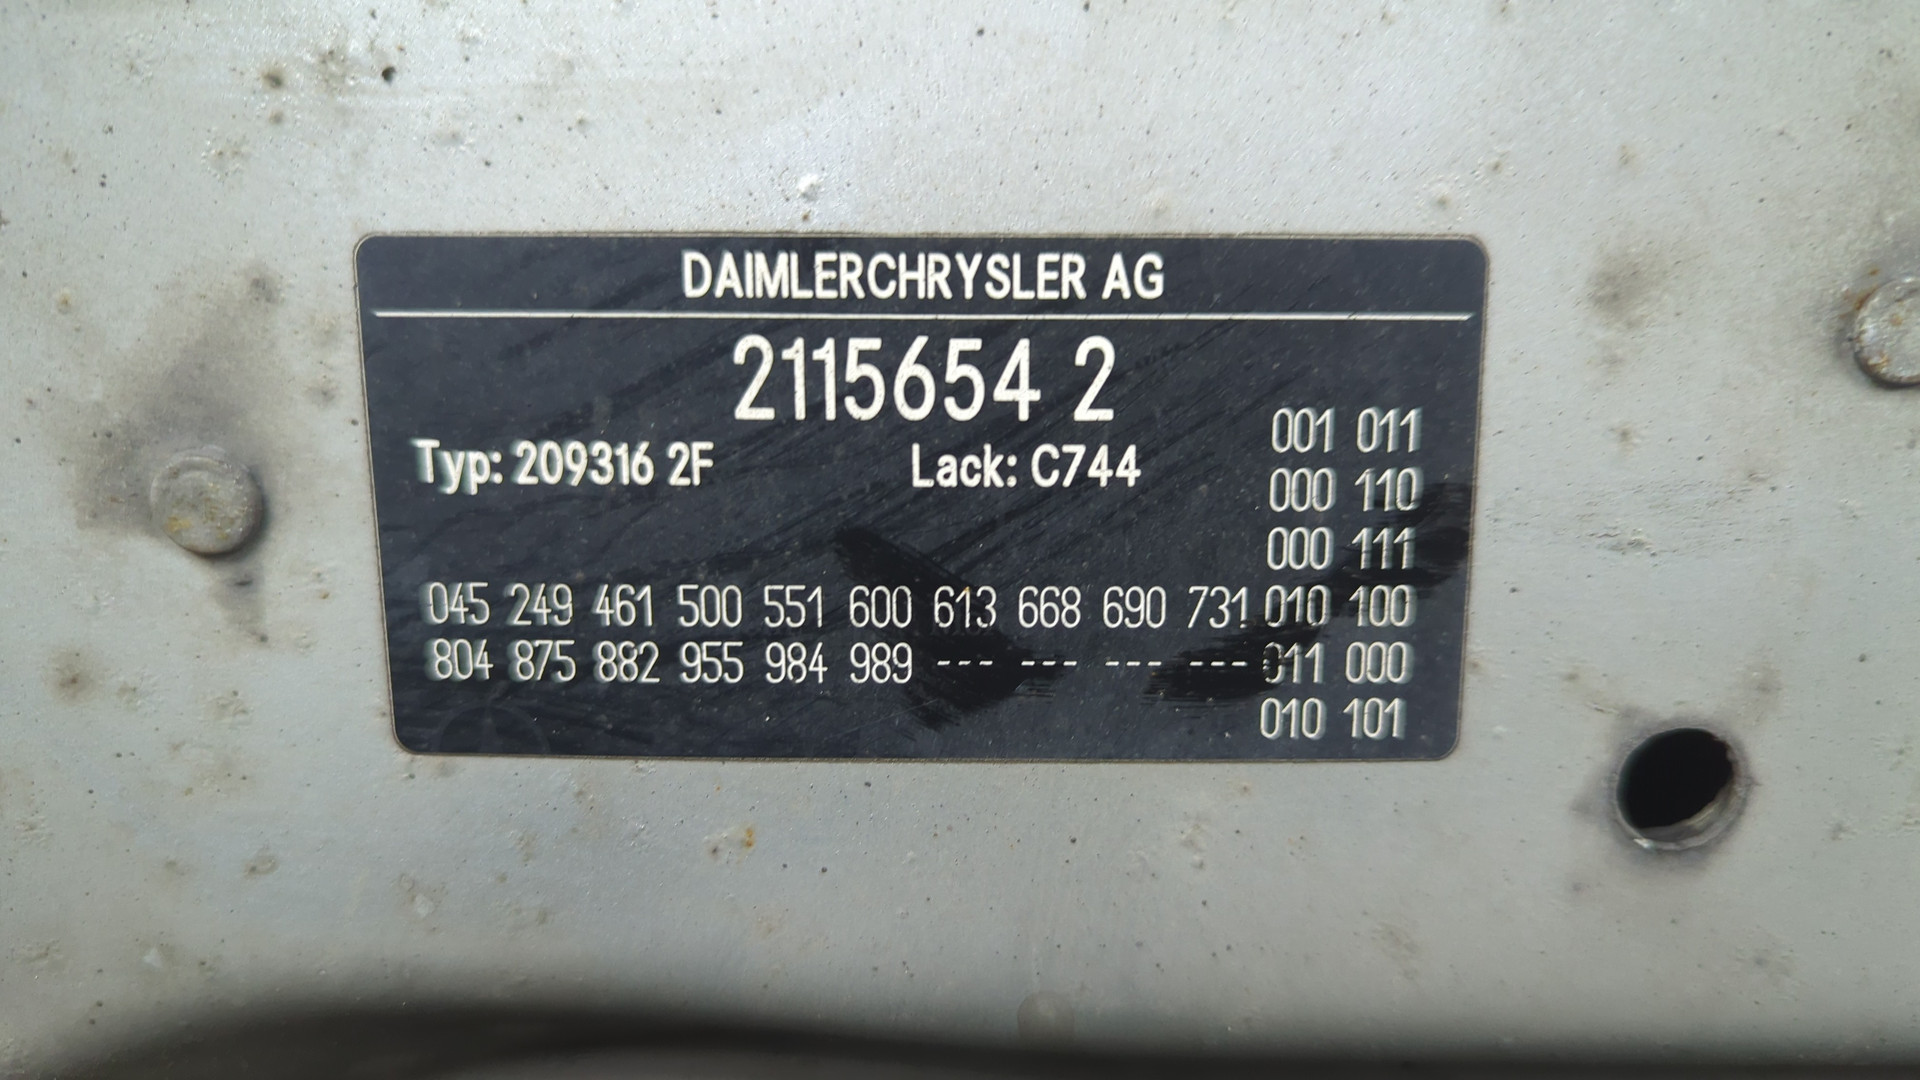 DAIMLERCHRYSLER AG
2115654 2
Typ: 209316 2F Lack: C744
001 011
000 110
000 111
045 249 461 500 551 600 613 668 690 731 010 100
804 875 882 955 984 989 --- --- --- --- 011 000
010 101